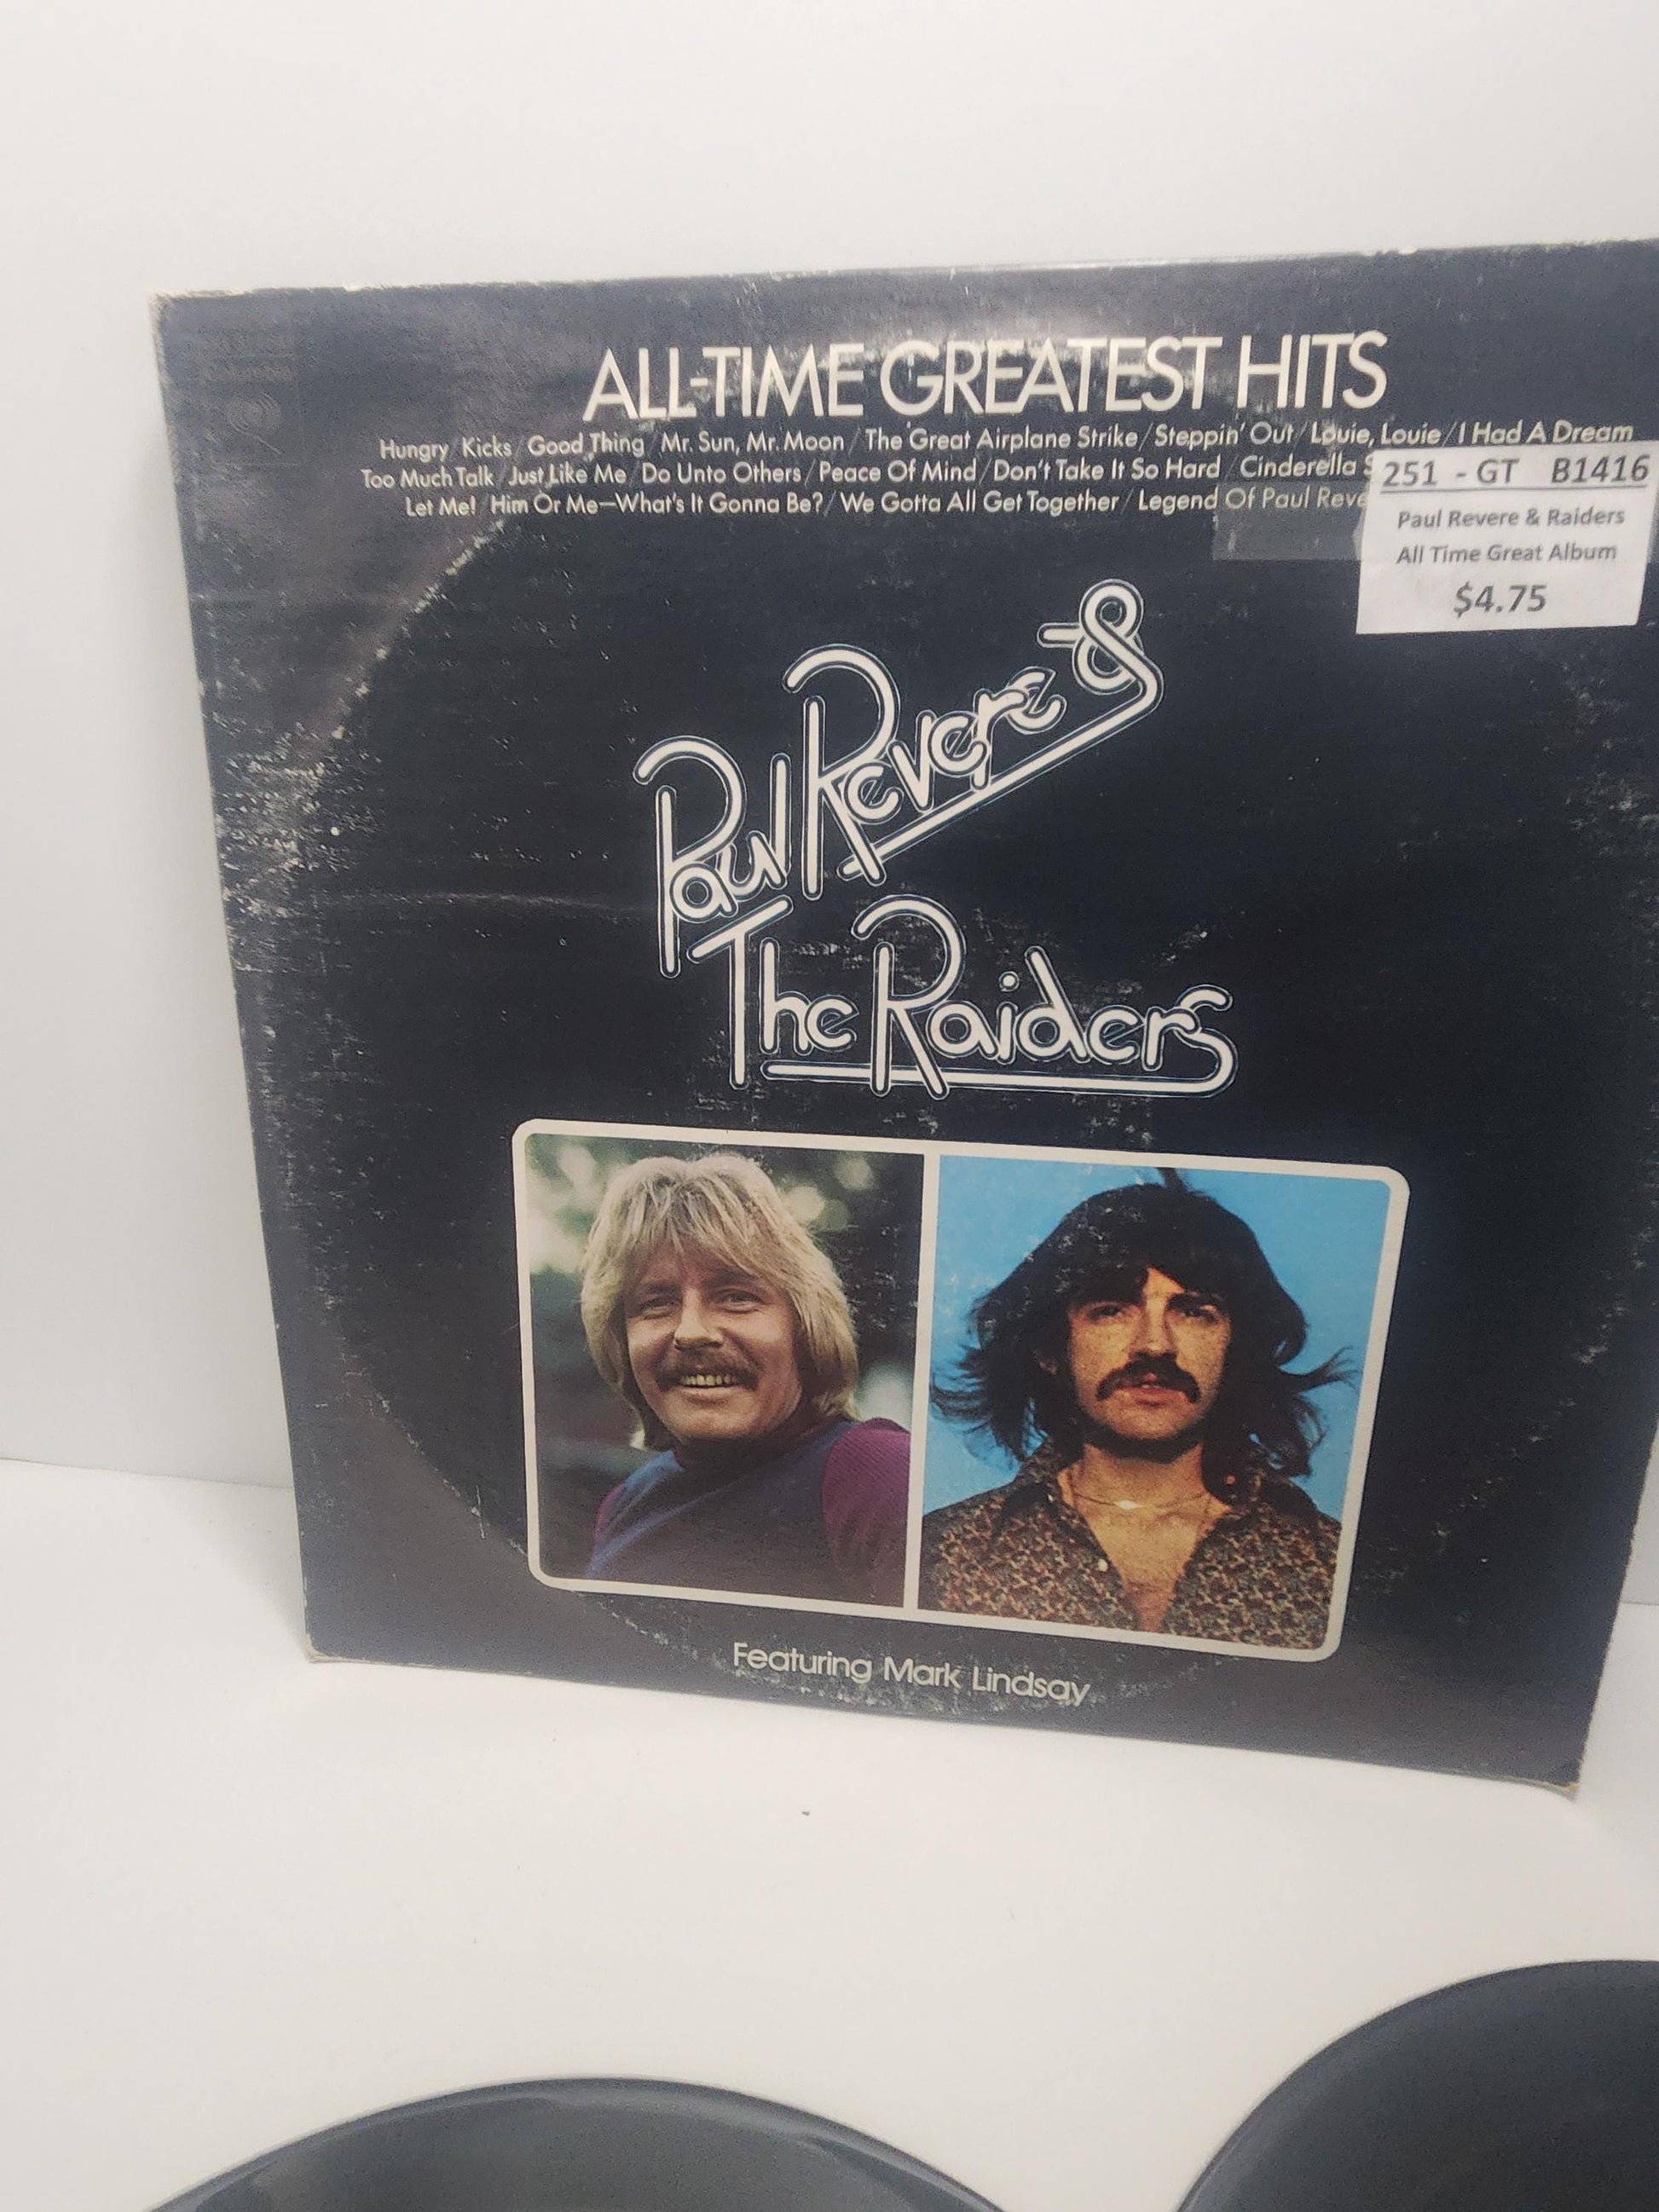 ALL-TIME GREATEST HITS
Hungry / Kicks / Good Thing / Mr. Sun, Mr. Moon / The Great Airplane Strike / Steppin' Out / Louie, Louie / I Had A Dream
Too Much Talk / Just Like Me / Do Unto Others / Peace Of Mind / Don't Take It So Hard / Cinderella S
Let Me! / Him Or Me—What's It Gonna Be? / We Gotta All Get Together / Legend Of Paul Reve
251 - GT B1416
Paul Revere & Raiders
All Time Great Album
$4.75
Paul Revere &
The Raiders
Featuring Mark Lindsay